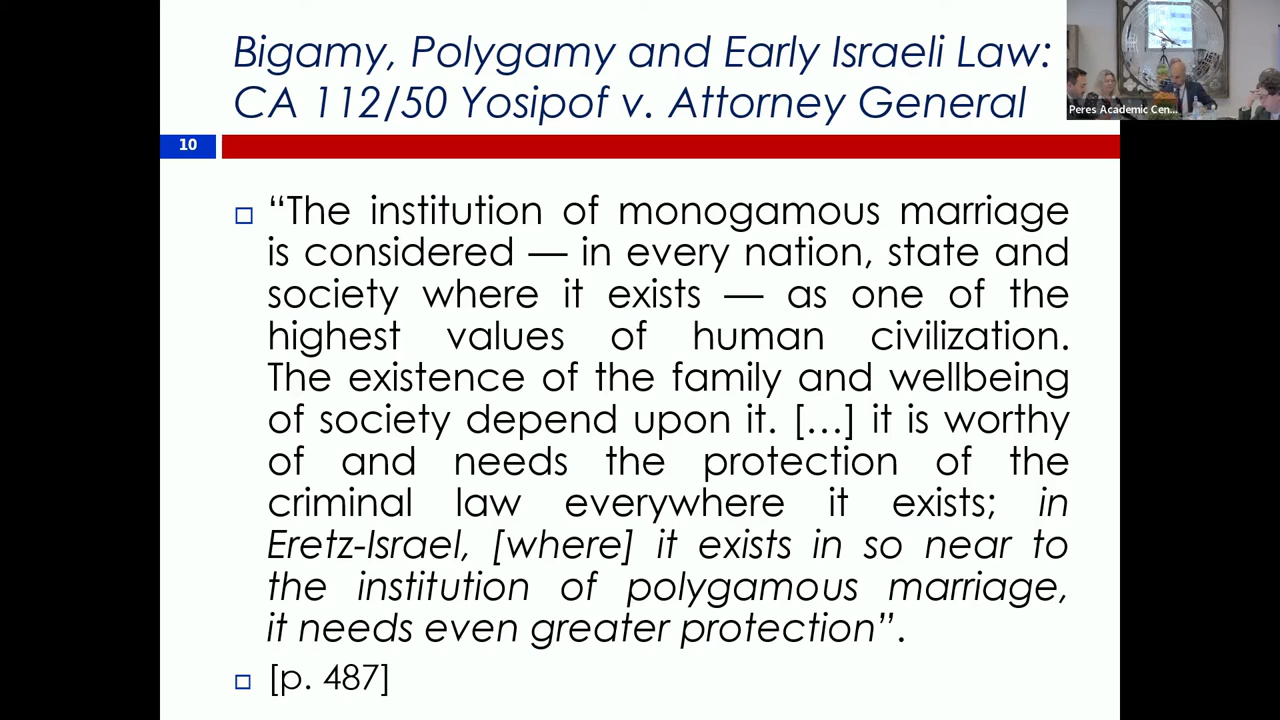 Bigamy, Polygamy and Early Israeli Law:
CA 112/50 Yosipof v. Attorney General
Peres Academic Cen...
10
“The institution of monogamous marriage
is considered — in every nation, state and
society where it exists — as one of the
highest values of human civilization.
The existence of the family and wellbeing
of society depend upon it. […] it is worthy
of and needs the protection of the
criminal law everywhere it exists; in
Eretz-Israel, [where] it exists in so near to
the institution of polygamous marriage,
it needs even greater protection”.
[p. 487]